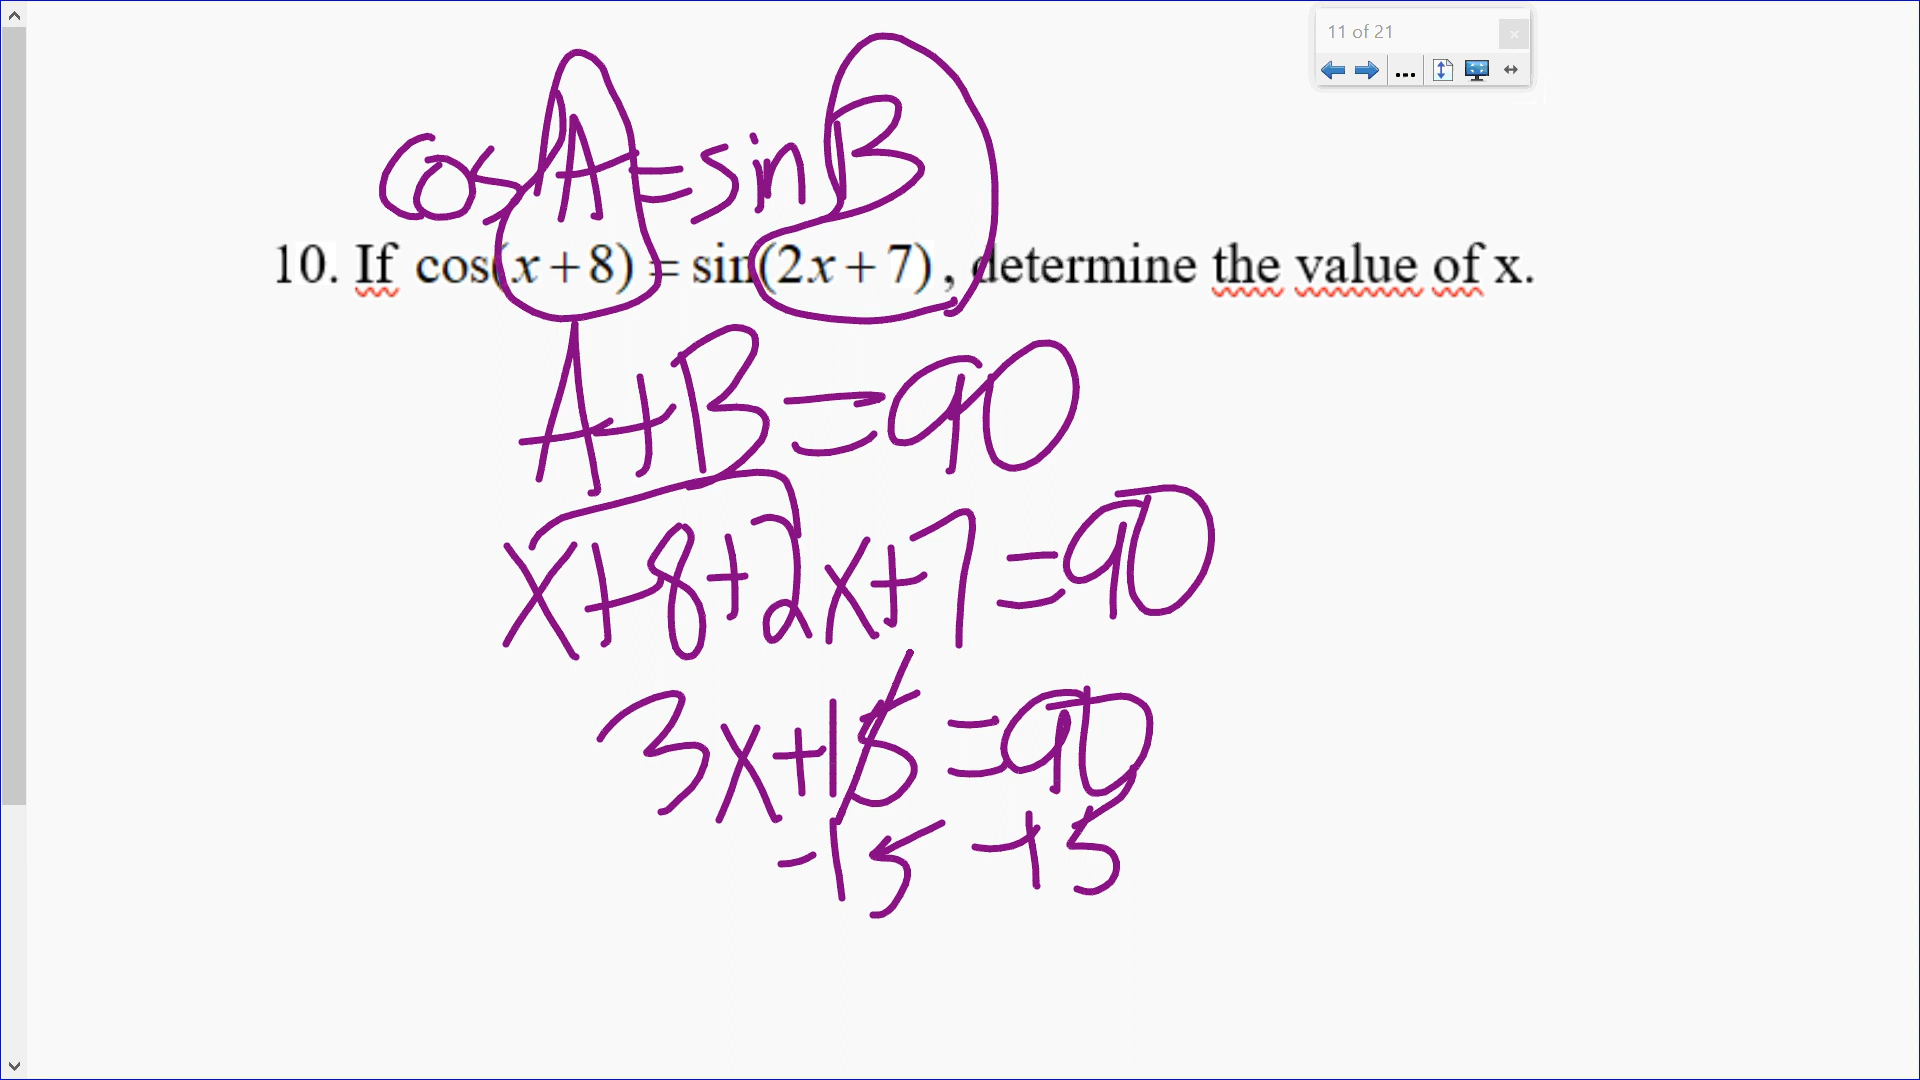 11 of 21
cos A = sin B
10. If cos(x+8) = sin(2x+7), determine the value of x.
A+B=90
x+8+2x+7=90
3x+15=90
-15 -15